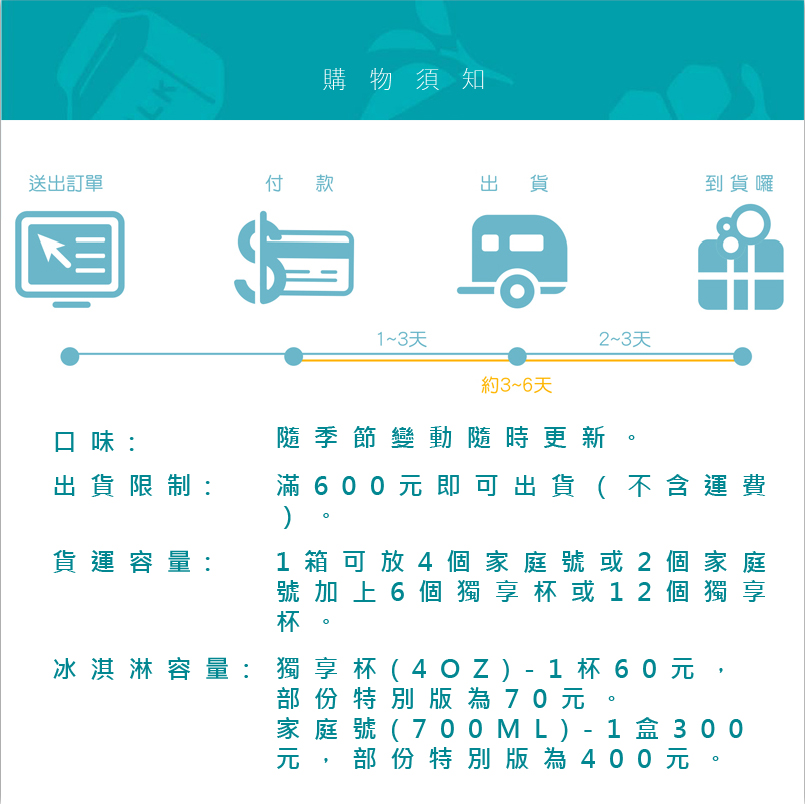 購物須知
送出訂單
付款
出貨
到貨囉
1~3天
2~3天
約3~6天
口味:
隨季節變動隨時更新。
出貨限制:
滿600元即可出貨(不含運費
)。
貨運容量:
1箱可放4個家庭號或2個家庭
號加上6個獨享杯或12個獨享
杯。
冰淇淋容量:
獨享杯(4OZ)-1杯60元，
部份特別版為70元。
家庭號(700ML)-1盒300
元，部份特別版為400元。